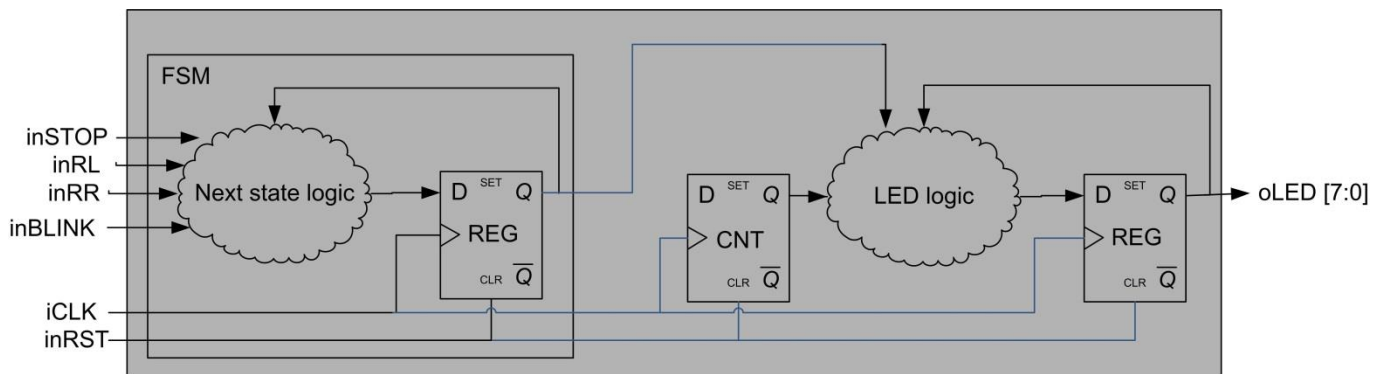 FSM
inSTOP
inRL
inRR
inBLINK
iCLK
inRST
Next state logic
D SET Q
REG
CLR Q
D SET Q
CNT
CLR Q
LED logic
D SET Q
REG
CLR Q
oLED [7:0]